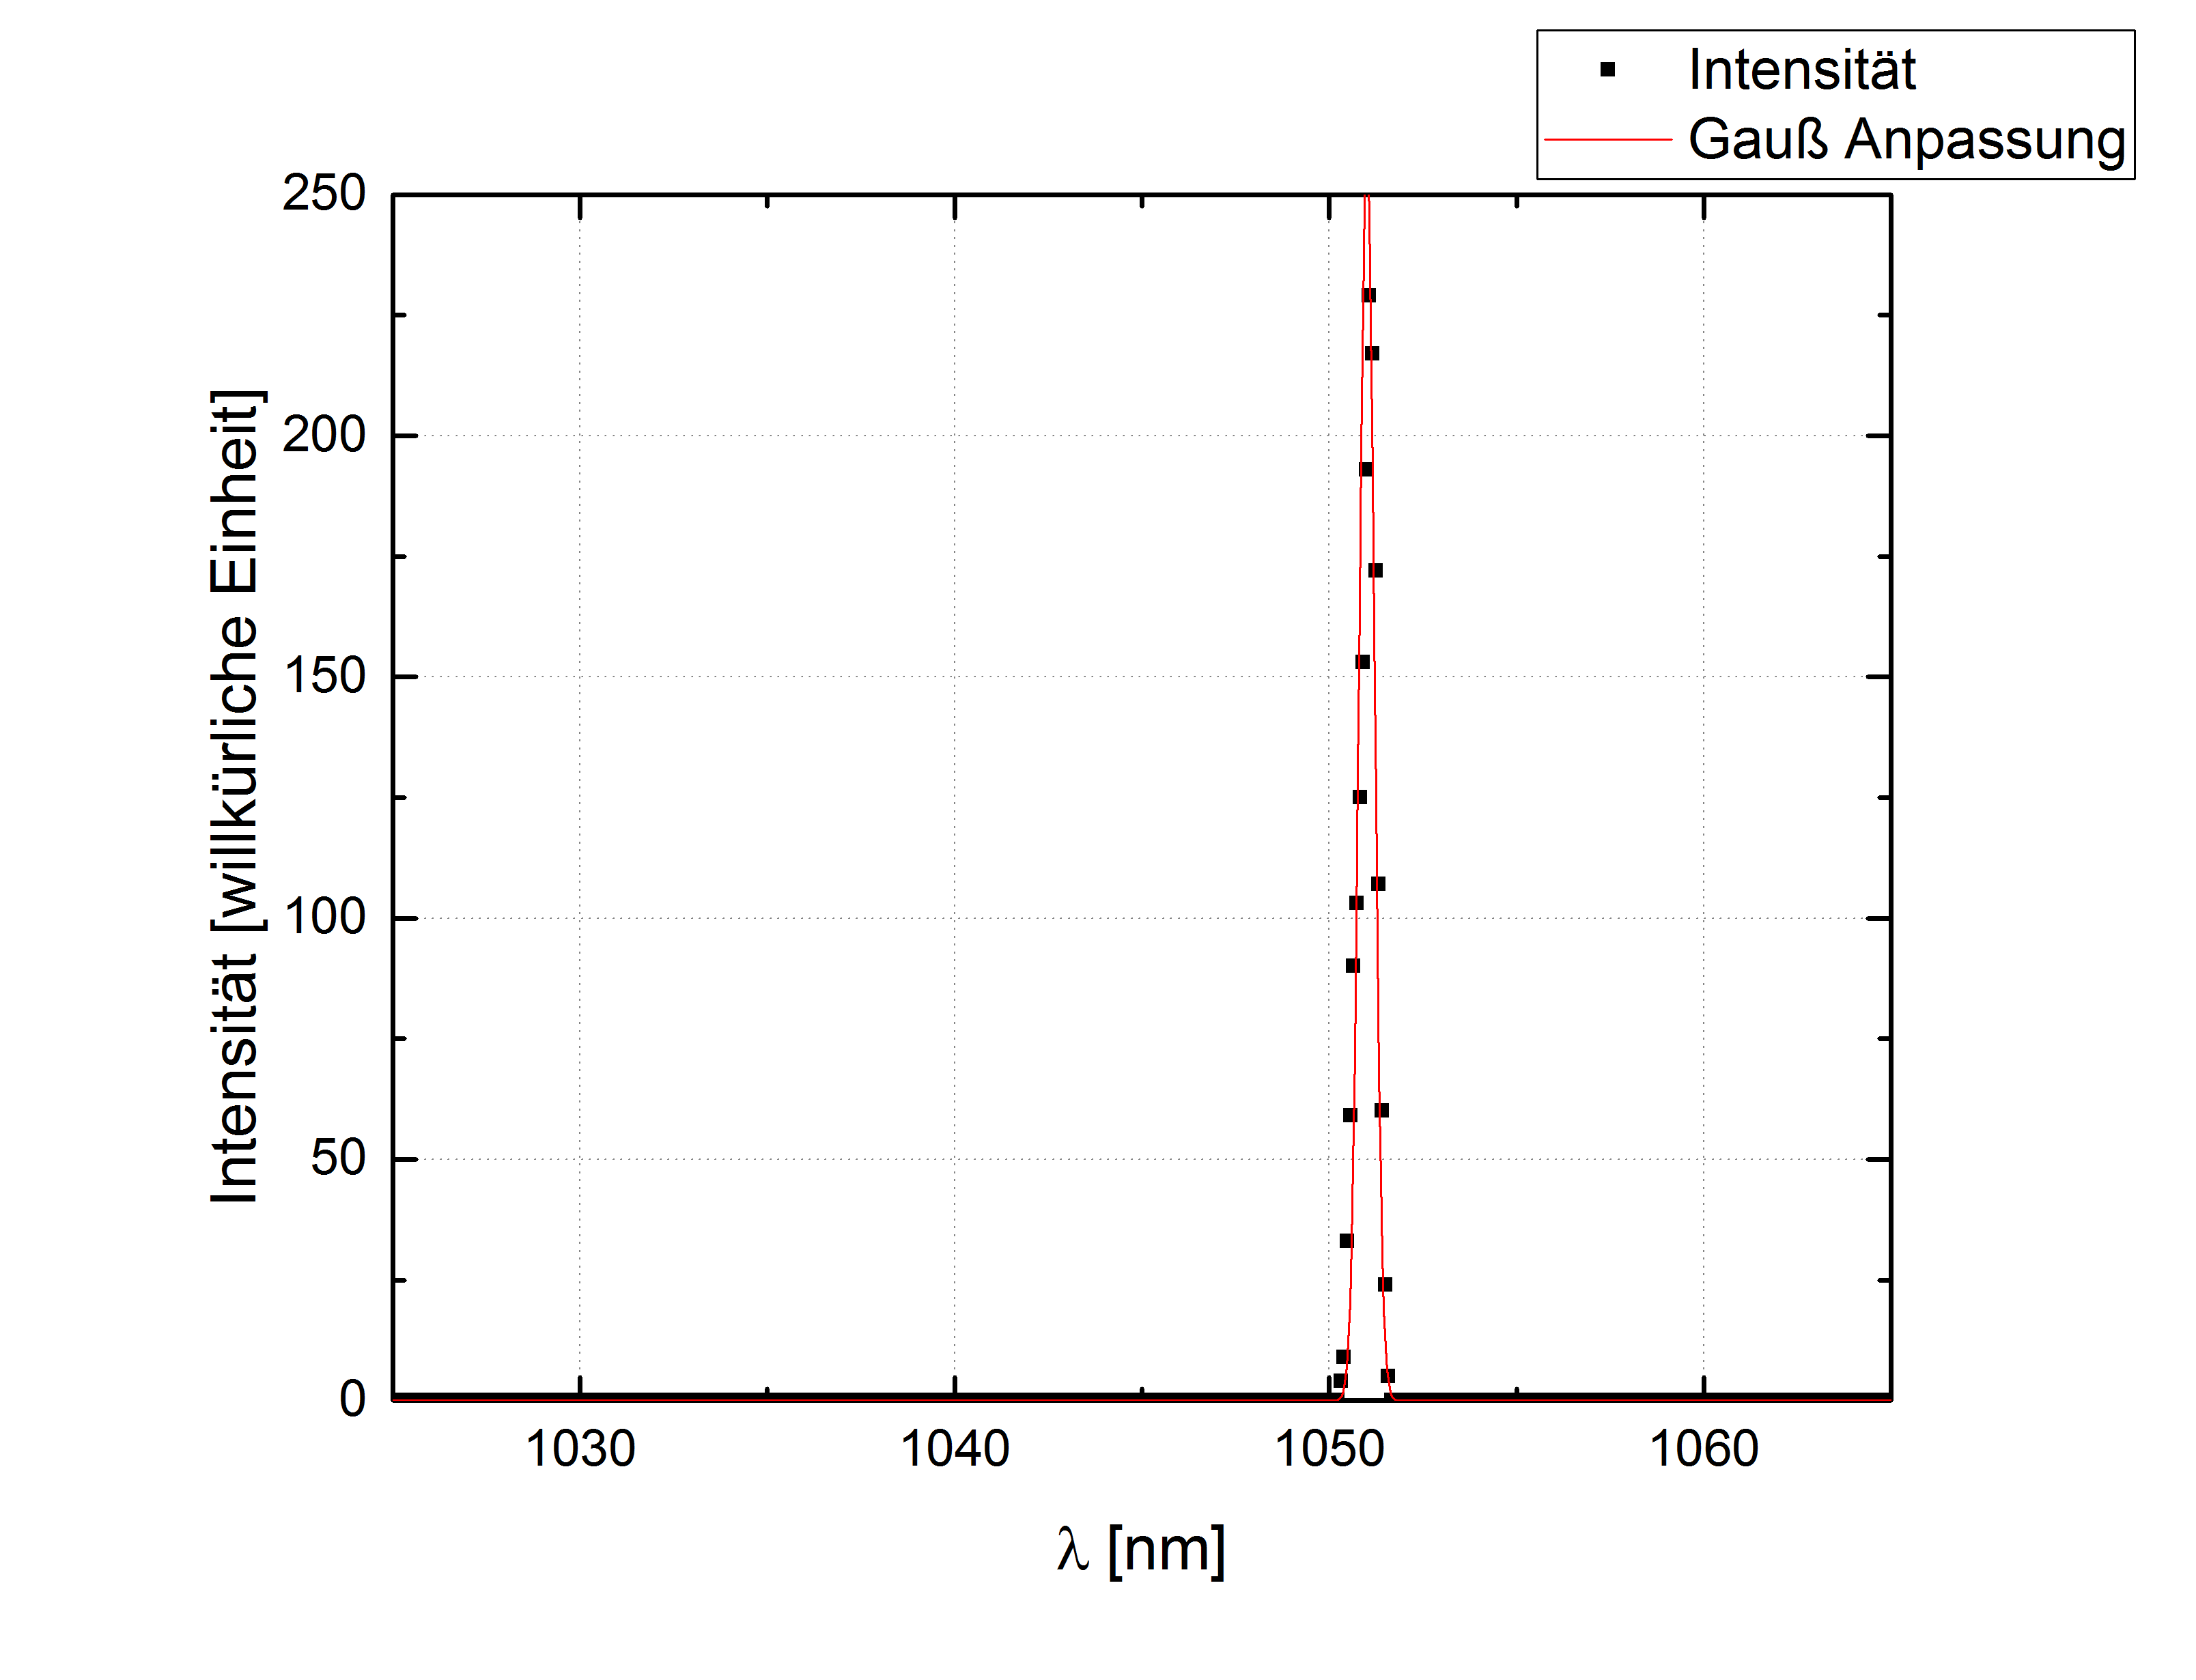 Intensität
Gauß Anpassung
250
200
150
100
50
0
Intensität [willkürliche Einheit]
1030 1040 1050 1060
λ [nm]